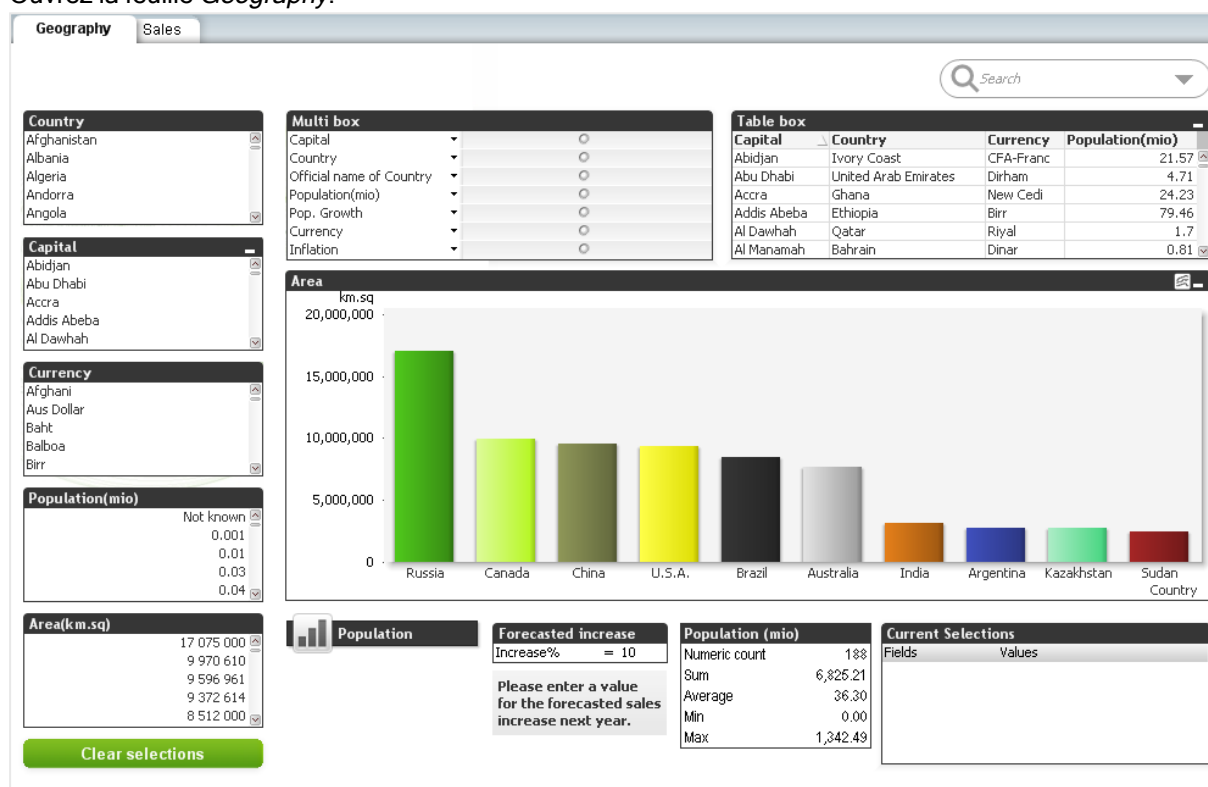 Ouvrez la feuille Geography.
Geography Sales
Search
Country
Afghanistan
Albania
Algeria
Andorra
Angola
Capital
Abidjan
Abu Dhabi
Accra
Addis Abeba
Al Dawhah
Currency
Afghani
Aus Dollar
Baht
Balboa
Birr
Population(mio)
Not known
0.001
0.01
0.03
0.04
Area(km.sq)
17 075 000
9 970 610
9 596 961
9 372 614
8 512 000
Clear selections
Multi box
Capital
Country
Official name of Country
Population(mio)
Pop. Growth
Currency
Inflation
Table box
Capital Country Currency Population(mio)
Abidjan Ivory Coast CFA-Franc 21.57
Abu Dhabi United Arab Emirates Dirham 4.71
Accra Ghana New Cedi 24.23
Addis Abeba Ethiopia Birr 79.46
Al Dawhah Qatar Riyal 1.7
Al Manamah Bahrain Dinar 0.81
Area
km.sq
20,000,000
15,000,000
10,000,000
5,000,000
0
Russia Canada China U.S.A. Brazil Australia India Argentina Kazakhstan Sudan
Country
Population
Forecasted increase
Increase% = 10
Please enter a value
for the forecasted sales
increase next year.
Population (mio)
Numeric count 188
Sum 6,825.21
Average 36.30
Min 0.00
Max 1,342.49
Current Selections
Fields Values